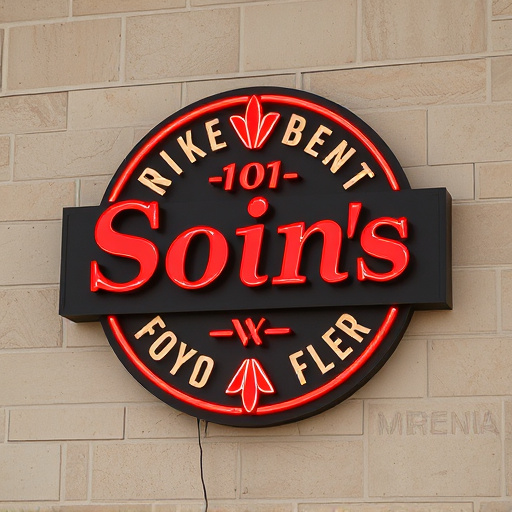 RIKE BENT
-101-
Soin's
W
FOYO FLER
MRENIA